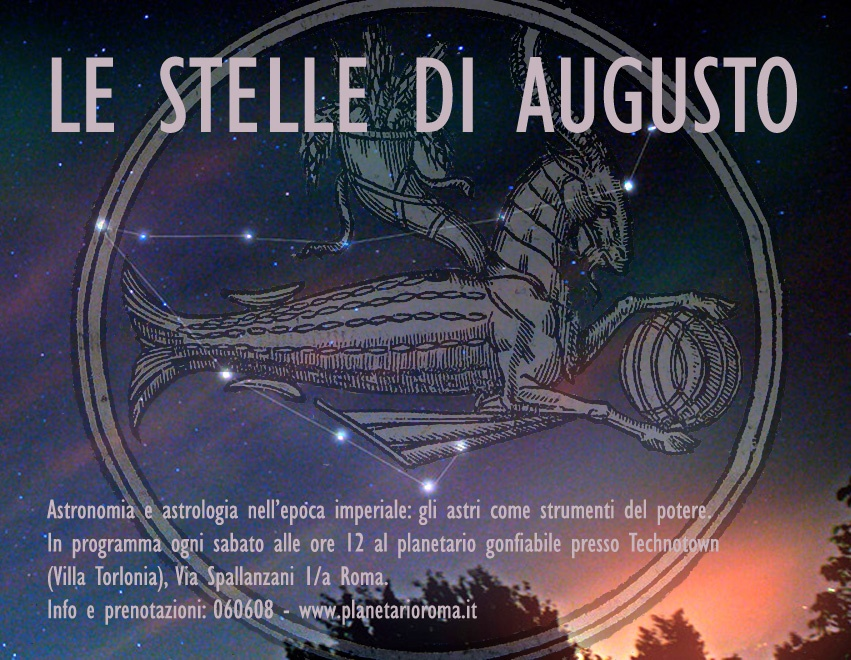 LE STELLE DI AUGUSTO
Astronomia e astrologia nell'epoca imperiale: gli astri come strumenti del potere.
In programma ogni sabato alle ore 12 al planetario gonfiabile presso Technotown
(Villa Torlonia), Via Spallanzani 1/a Roma.
Info e prenotazioni: 060608 - www.planetarioroma.it